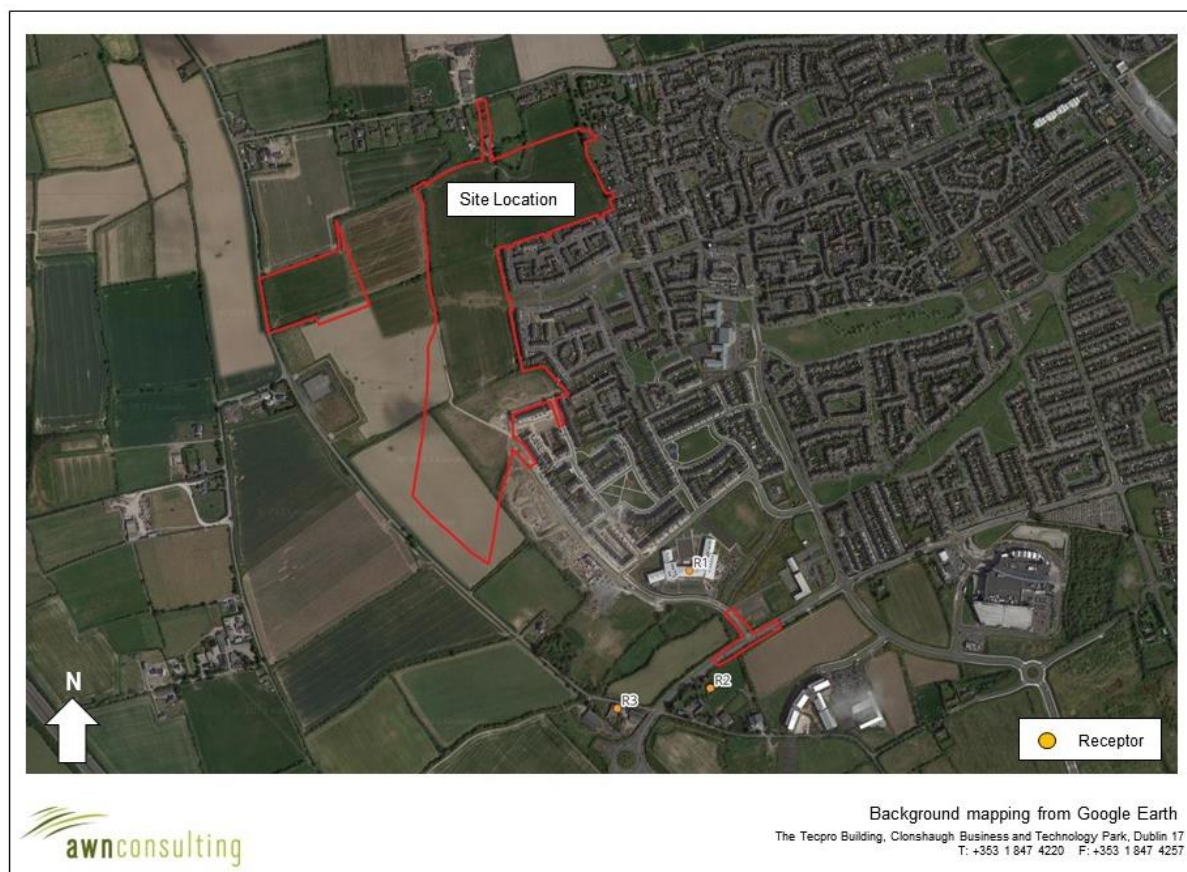 Site Location
R1
R2
R3
N
Receptor
awnconsulting
Background mapping from Google Earth
The Tecpro Building, Clonshaugh Business and Technology Park, Dublin 17
T: +353 1 847 4220 F: +353 1 847 4257